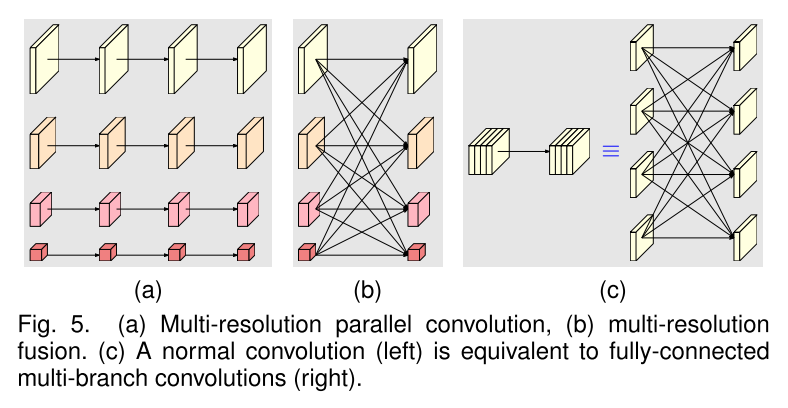 (a)
(b)
(c)
Fig. 5. (a) Multi-resolution parallel convolution, (b) multi-resolution
fusion. (c) A normal convolution (left) is equivalent to fully-connected
multi-branch convolutions (right).